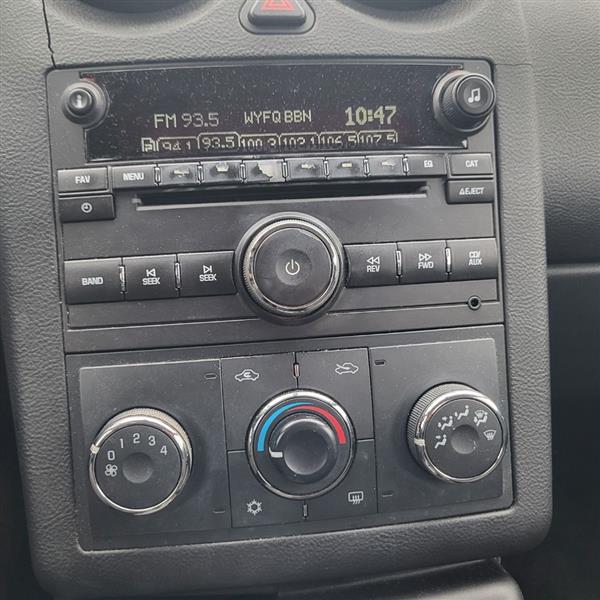 FM 93.5 WYFQ BBN 10:47
94.1 93.5 100.3 103.1 106.5 107.5
FAV MENU EQ CAT
EJECT
BAND SEEK SEEK REV FWD CD/AUX
0 1 2 3 4